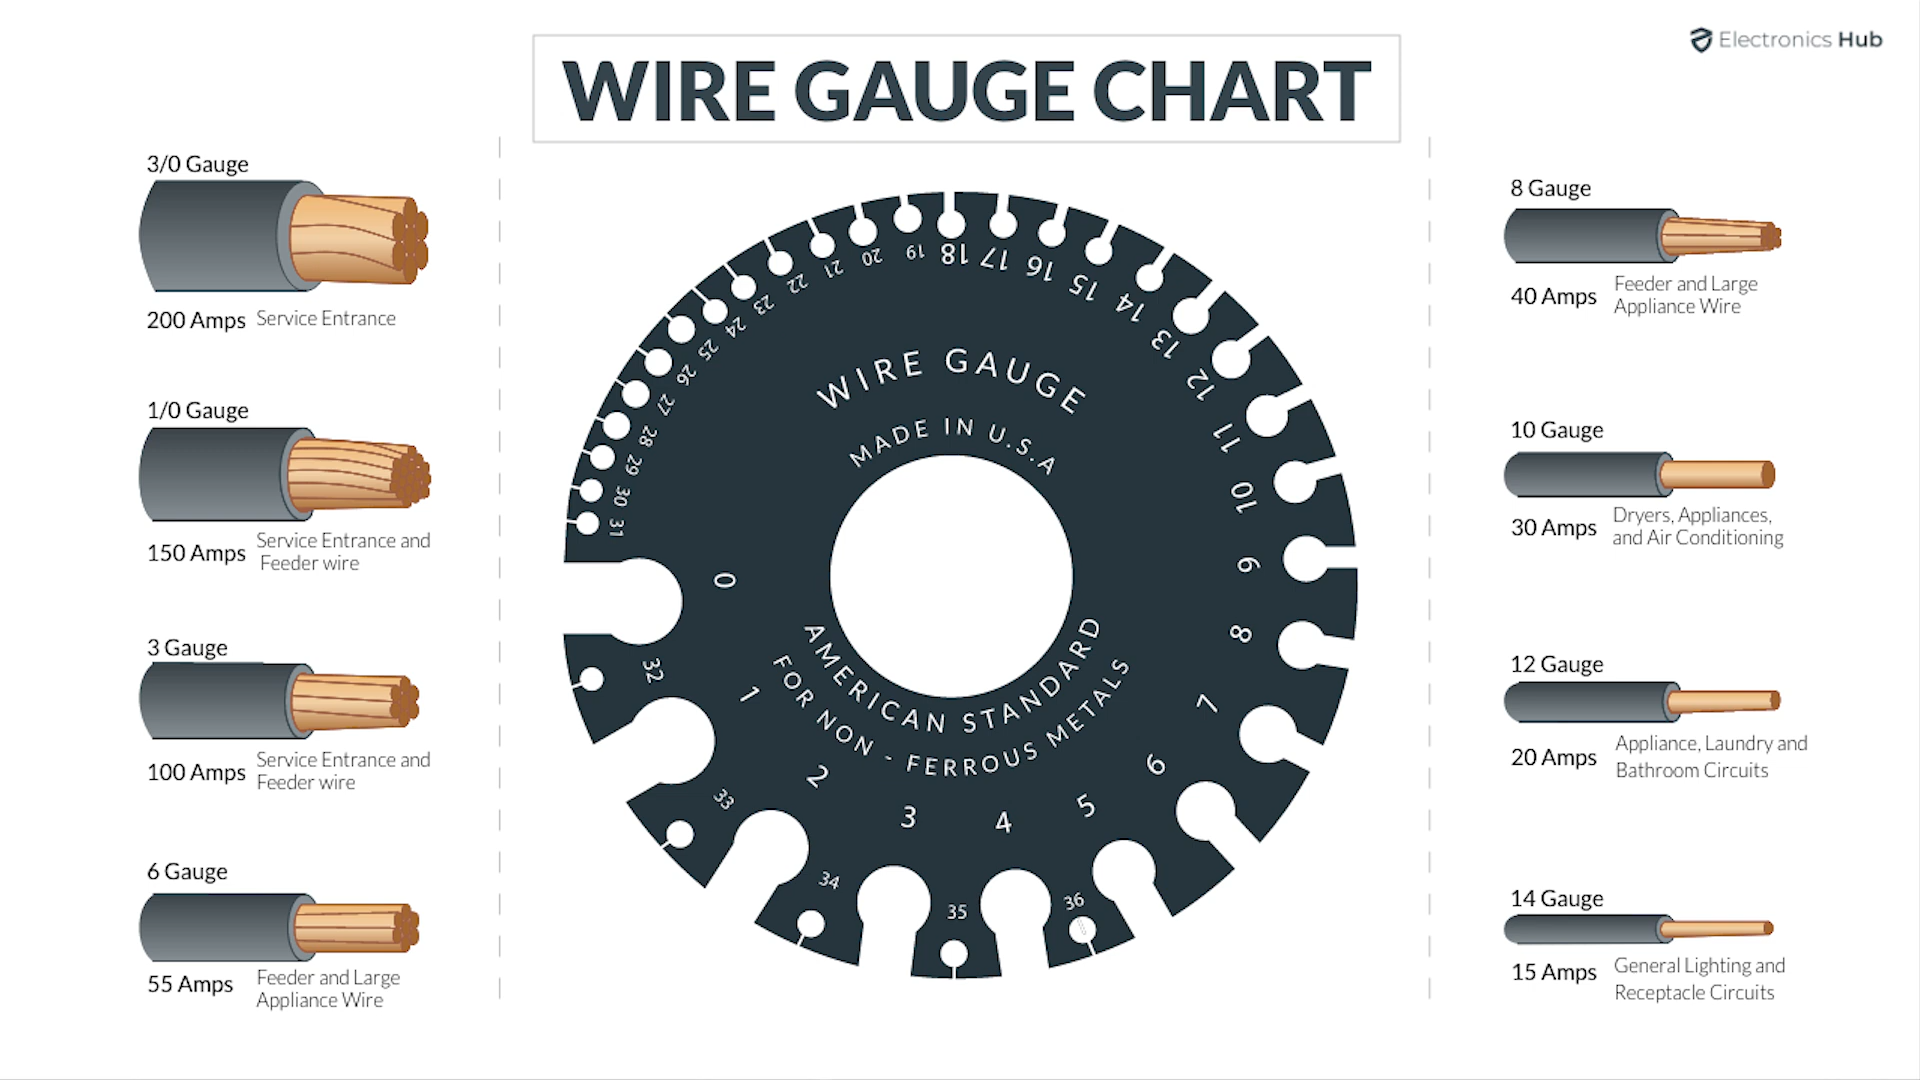 Electronics Hub
WIRE GAUGE CHART
3/0 Gauge
200 Amps
Service Entrance
1/0 Gauge
150 Amps
Service Entrance and
Feeder wire
3 Gauge
100 Amps
Service Entrance and
Feeder wire
6 Gauge
55 Amps
Feeder and Large
Appliance Wire
0
1
2
3
4
5
6
7
8
9
10
11
12
13
14
15
16
17
18
19
20
21
22
23
24
25
26
27
28
29
30
31
32
33
34
35
36
WIRE GAUGE
MADE IN U.S.A
AMERICAN STANDARD
FOR NON - FERROUS METALS
8 Gauge
40 Amps
Feeder and Large
Appliance Wire
10 Gauge
30 Amps
Dryers, Appliances,
and Air Conditioning
12 Gauge
20 Amps
Appliance, Laundry and
Bathroom Circuits
14 Gauge
15 Amps
General Lighting and
Receptacle Circuits